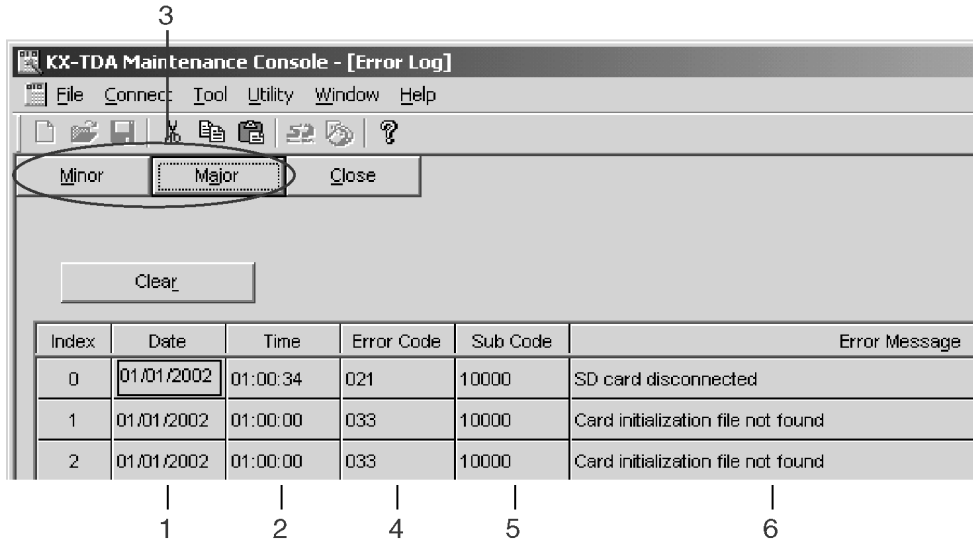 3
KX-TDA Maintenance Console - [Error Log]
File Connect Tool Utility Window Help
Minor Major Close
Clear
Index Date Time Error Code Sub Code Error Message
0 01/01/2002 01:00:34 021 10000 SD card disconnected
1 01/01/2002 01:00:00 033 10000 Card initialization file not found
2 01/01/2002 01:00:00 033 10000 Card initialization file not found
1 2 4 5 6